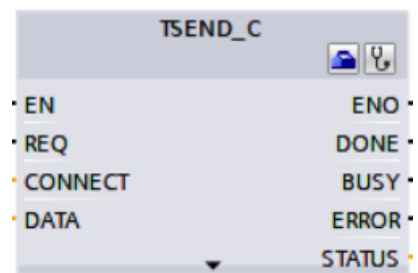 TSEND_C
EN ENO
REQ DONE
CONNECT BUSY
DATA ERROR
STATUS